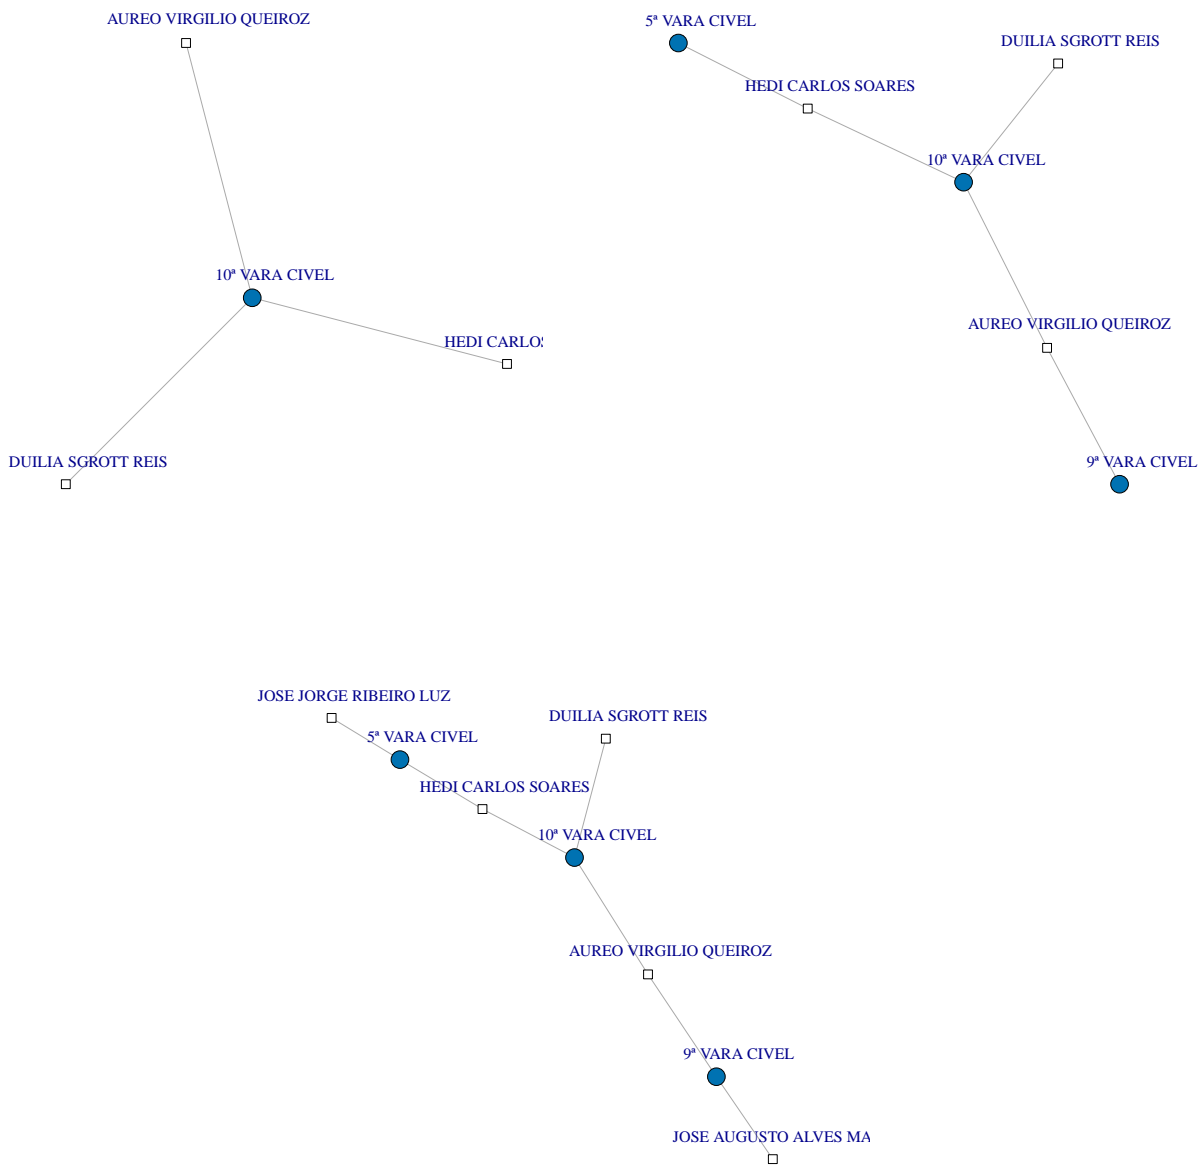 AUREO VIRGILIO QUEIROZ
10ª VARA CIVEL
HEDI CARLOS
DUILIA SGROTT REIS
5ª VARA CIVEL
DUILIA SGROTT REIS
HEDI CARLOS SOARES
10ª VARA CIVEL
AUREO VIRGILIO QUEIROZ
9ª VARA CIVEL
JOSE JORGE RIBEIRO LUZ
DUILIA SGROTT REIS
5ª VARA CIVEL
HEDI CARLOS SOARES
10ª VARA CIVEL
AUREO VIRGILIO QUEIROZ
9ª VARA CIVEL
JOSE AUGUSTO ALVES MA